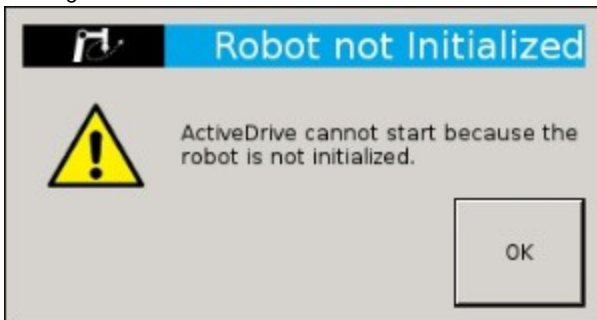 Robot not Initialized
ActiveDrive cannot start because the
robot is not initialized.
OK